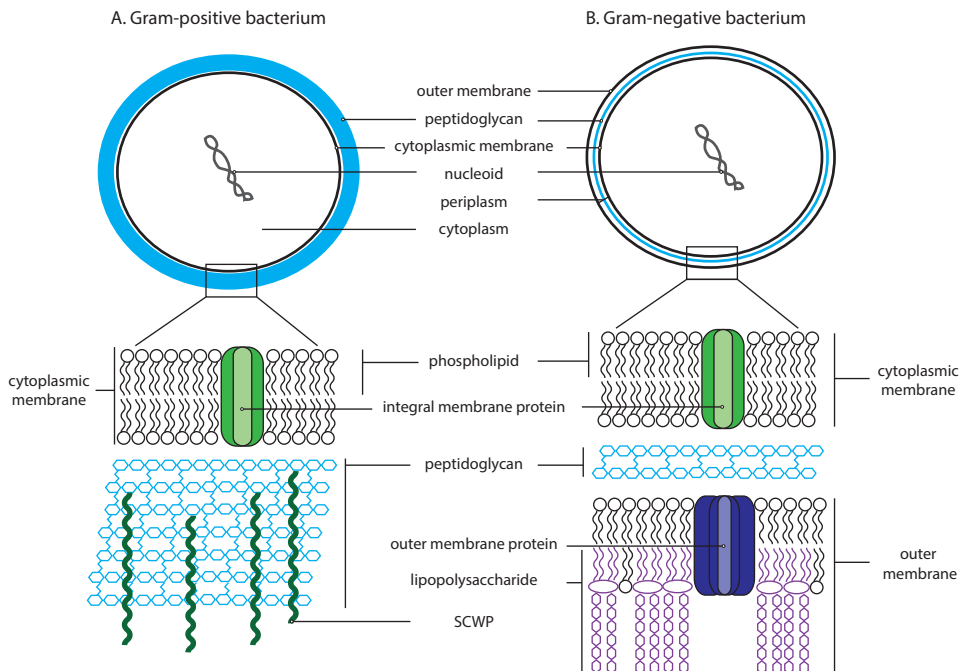 A. Gram-positive bacterium
B. Gram-negative bacterium
outer membrane
peptidoglycan
cytoplasmic membrane
nucleoid
periplasm
cytoplasm
cytoplasmic
membrane
phospholipid
integral membrane protein
cytoplasmic
membrane
peptidoglycan
outer membrane protein
lipopolysaccharide
outer
membrane
SCWP